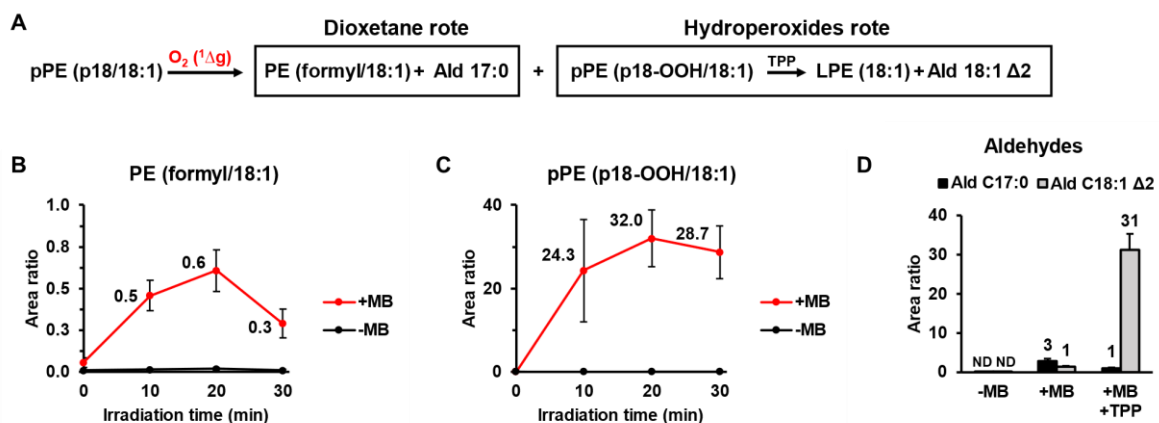 A
Dioxetane rote
Hydroperoxides rote
pPE (p18/18:1) O₂ (¹Δg) PE (formyl/18:1) + Ald 17:0 + pPE (p18-OOH/18:1) TPP LPE (18:1) + Ald 18:1 Δ2
B
PE (formyl/18:1)
Area ratio
1.0
0.8
0.5
0.3
0.0
0.5
0.6
0.3
0 10 20 30
Irradiation time (min)
+MB
-MB
C
pPE (p18-OOH/18:1)
Area ratio
40
20
0
24.3
32.0
28.7
0 10 20 30
Irradiation time (min)
+MB
-MB
D
Aldehydes
Ald C17:0 Ald C18:1 Δ2
Area ratio
40
30
20
10
0
ND ND
3 1
1 31
-MB +MB +MB
+TPP